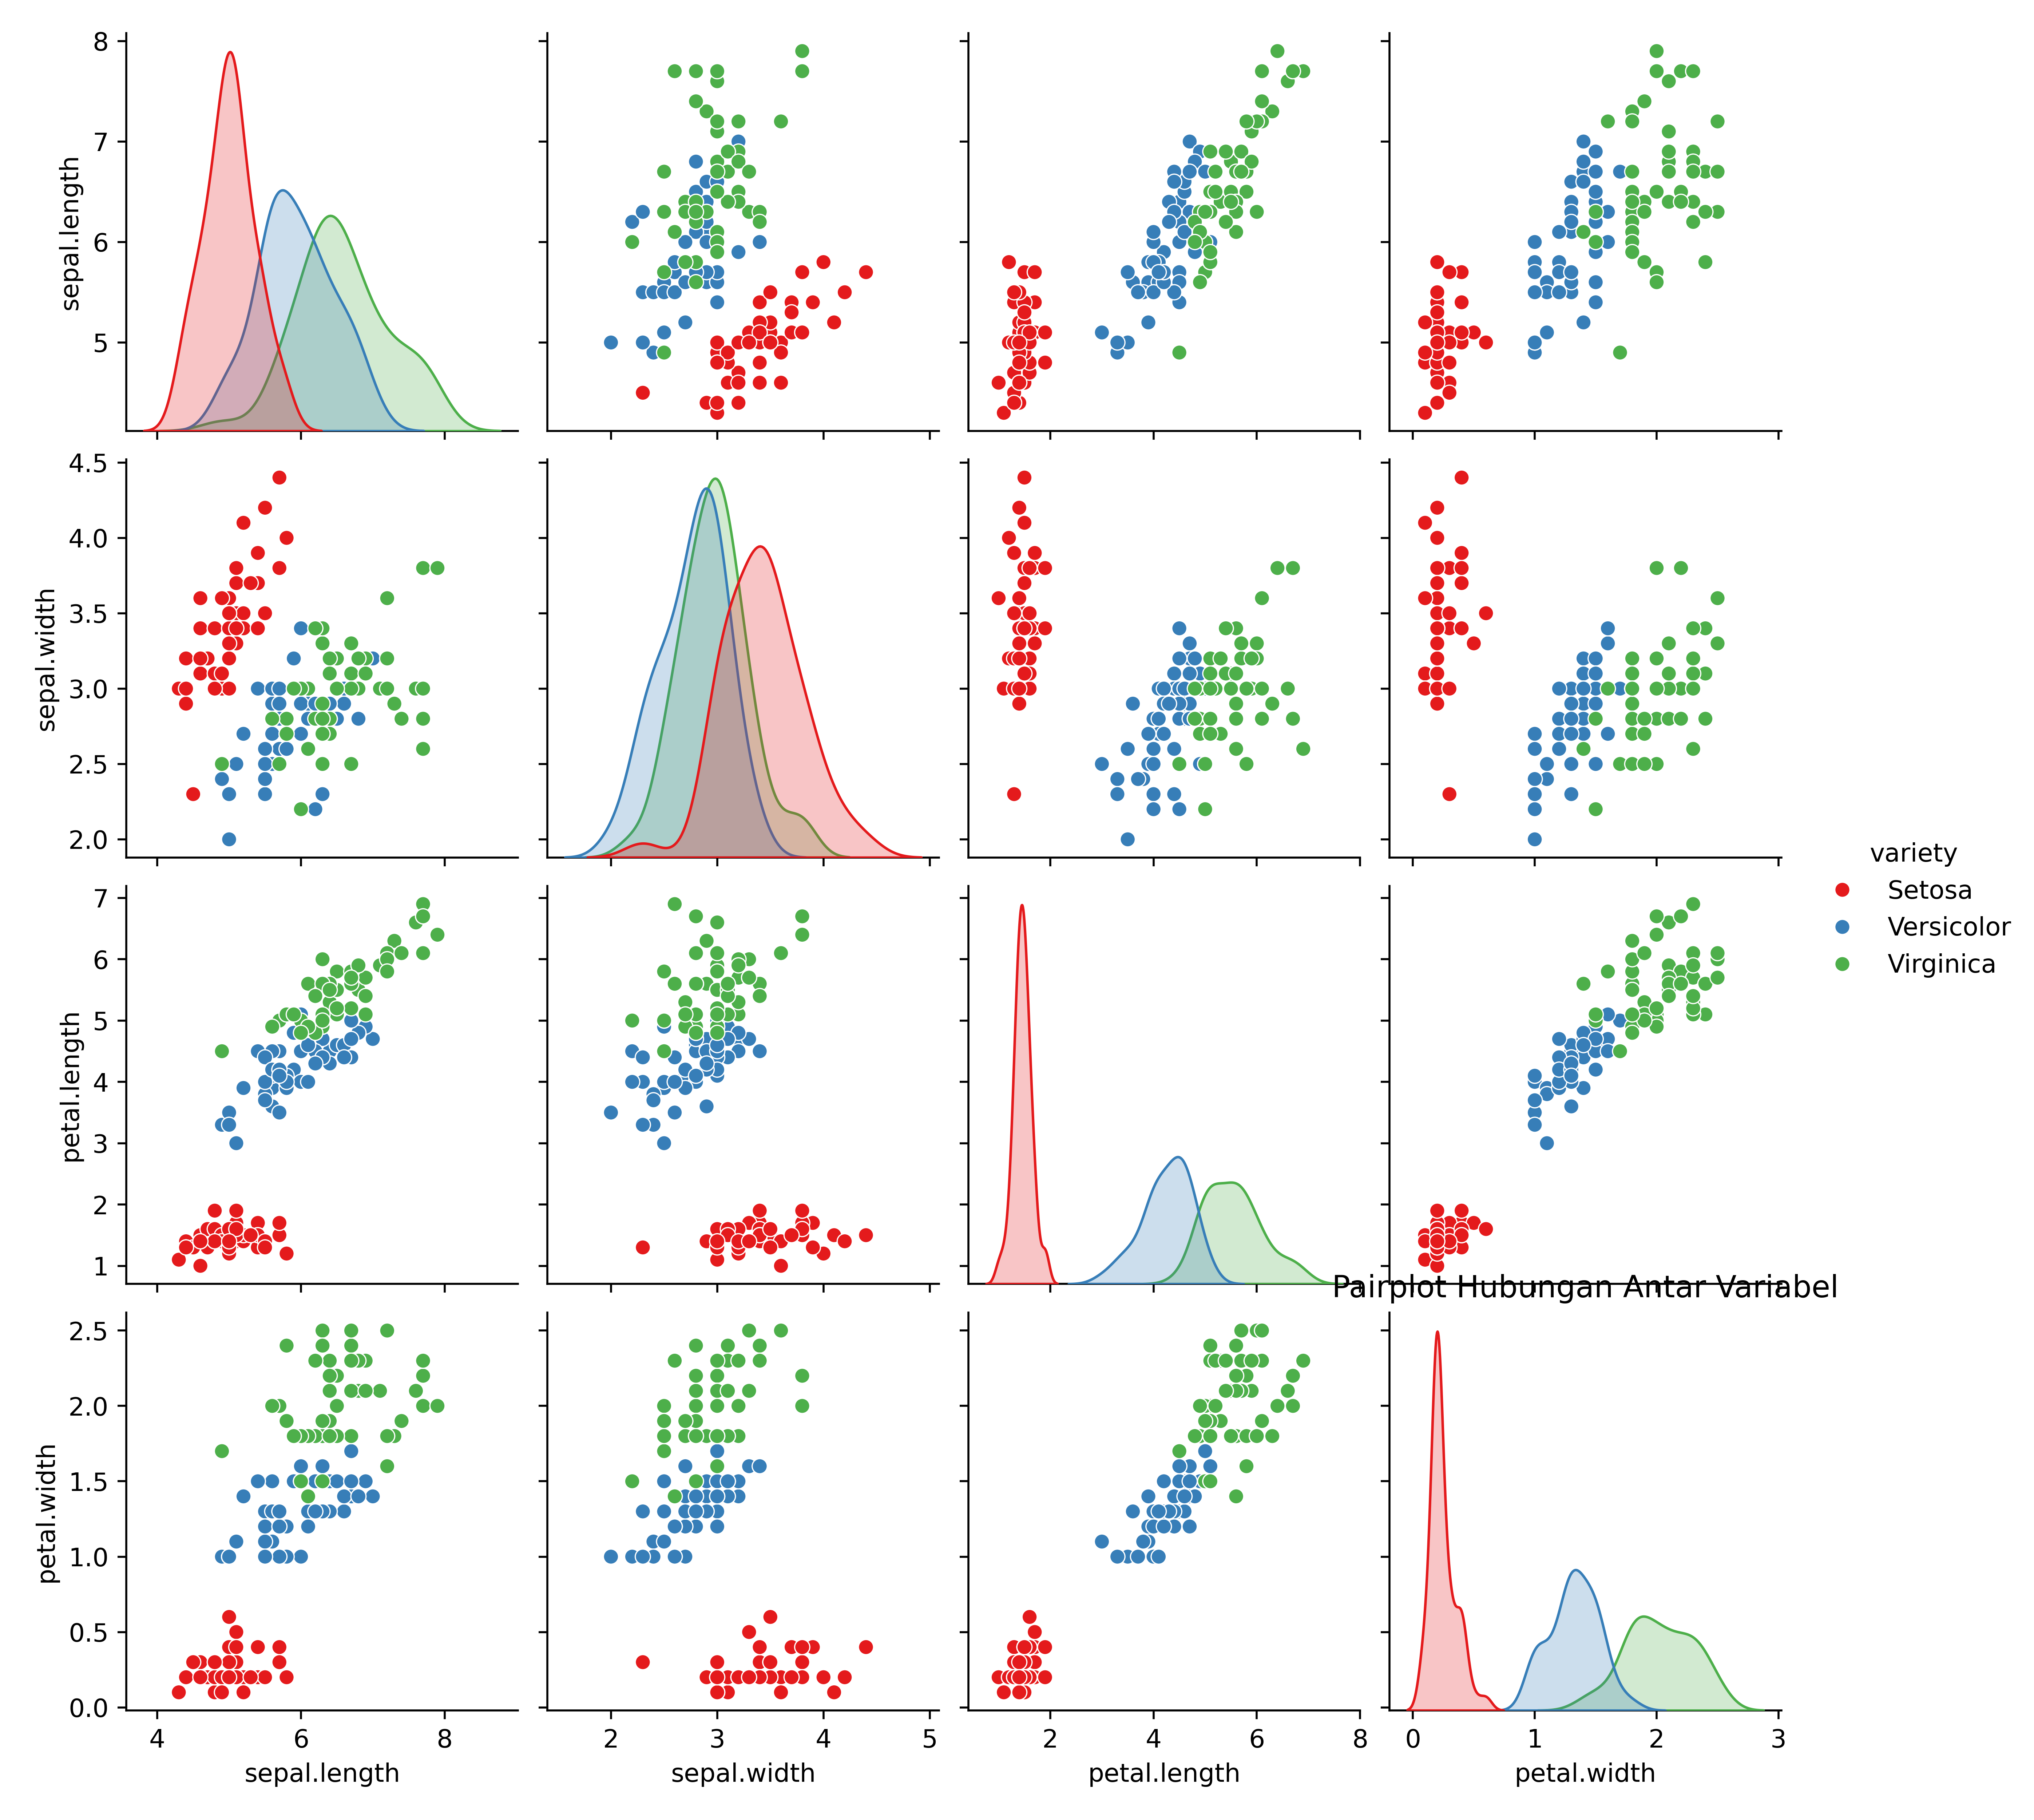 8
7
6
5
sepal.length
4.5
4.0
3.5
3.0
2.5
2.0
sepal.width
variety
Setosa
Versicolor
Virginica
7
6
5
4
3
2
1
petal.length
Pairplot Hubungan Antar Variabel
2.5
2.0
1.5
1.0
0.5
0.0
petal.width
4 6 8
2 3 4 5
2 4 6 8
0 1 2 3
sepal.length
sepal.width
petal.length
petal.width